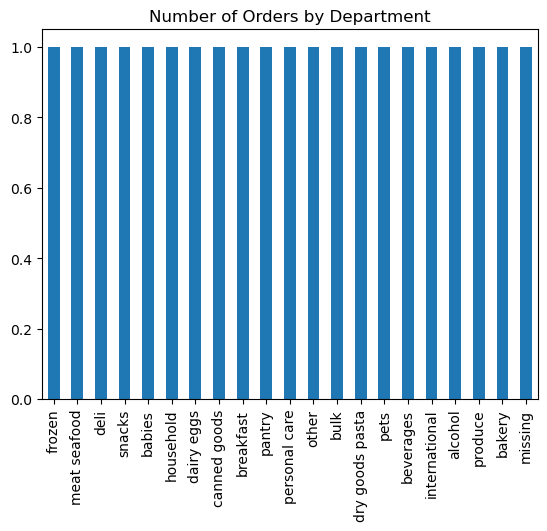 Number of Orders by Department
1.0
0.8
0.6
0.4
0.2
0.0
frozen
meat seafood
deli
snacks
babies
household
dairy eggs
canned goods
breakfast
pantry
personal care
other
bulk
dry goods pasta
pets
beverages
international
alcohol
produce
bakery
missing